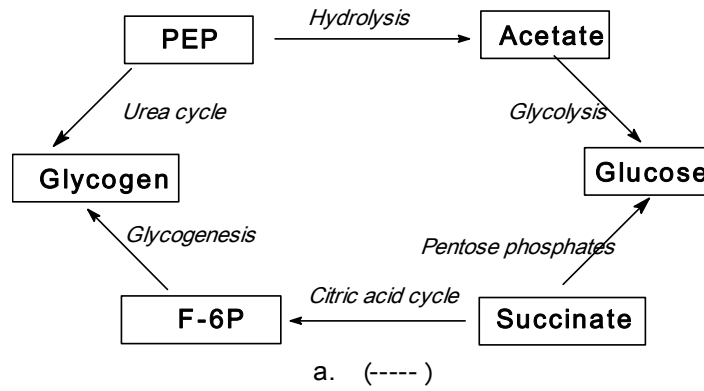 Hydrolysis
PEP
Acetate
Urea cycle
Glycolysis
Glycogen
Glucose
Glycogenesis
Pentose phosphates
Citric acid cycle
F-6P
Succinate
a. (----- )